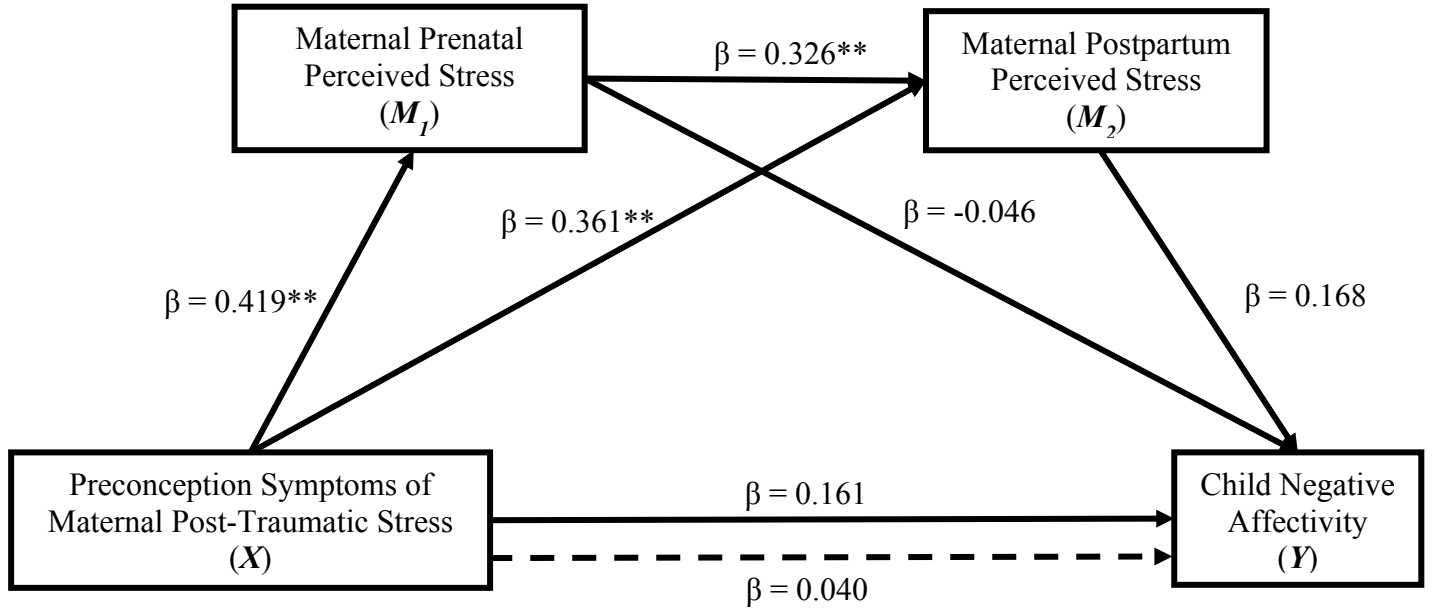 Maternal Prenatal
Perceived Stress
(M₁)
β = 0.326**
Maternal Postpartum
Perceived Stress
(M₂)
β = 0.361**
β = -0.046
β = 0.419**
β = 0.168
Preconception Symptoms of
Maternal Post-Traumatic Stress
(X)
β = 0.161
β = 0.040
Child Negative
Affectivity
(Y)